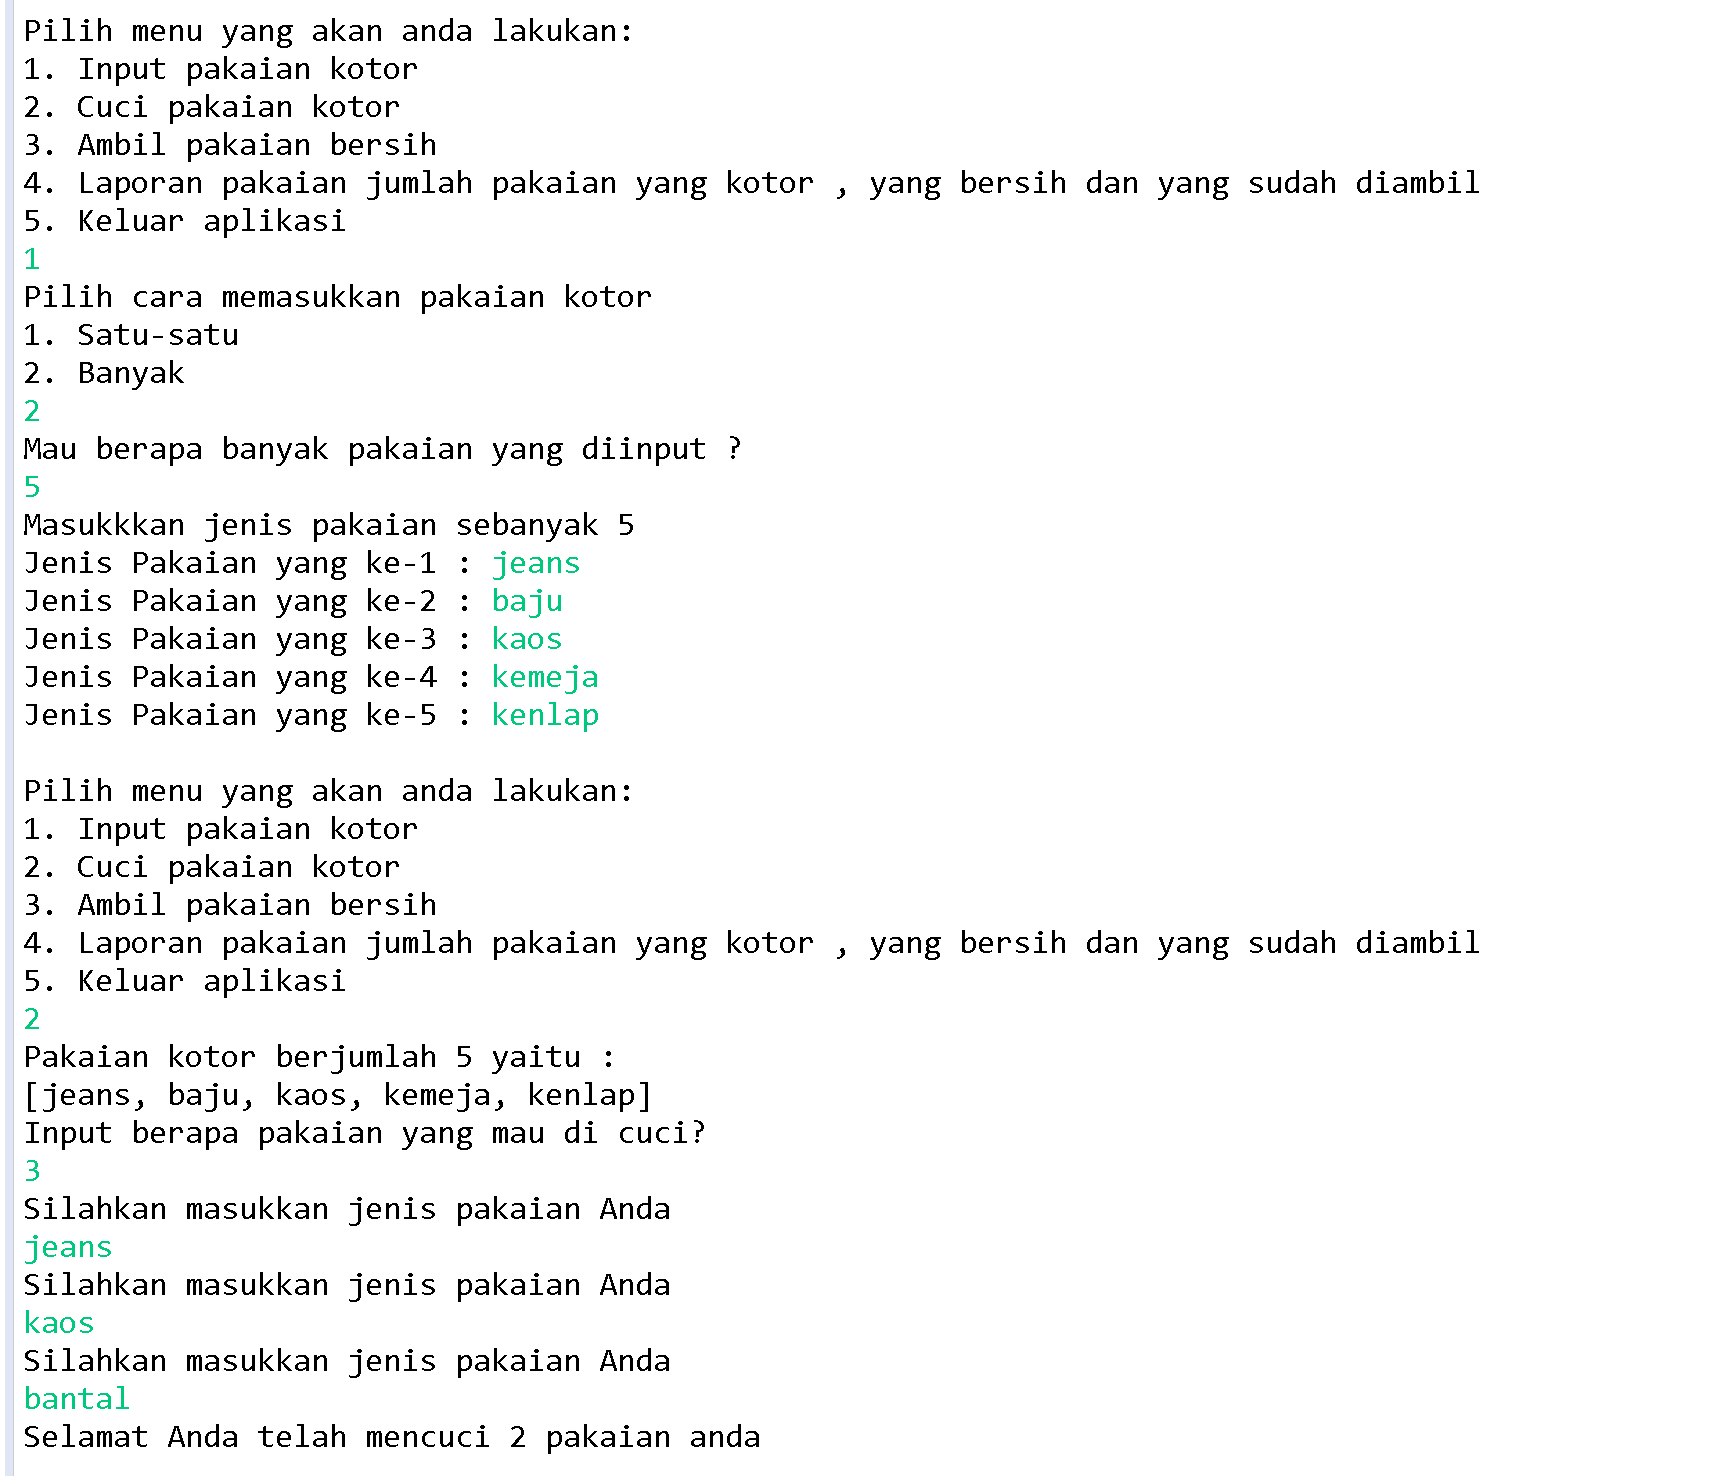 Pilih menu yang akan anda lakukan:
1. Input pakaian kotor
2. Cuci pakaian kotor
3. Ambil pakaian bersih
4. Laporan pakaian jumlah pakaian yang kotor , yang bersih dan yang sudah diambil
5. Keluar aplikasi
1
Pilih cara memasukkan pakaian kotor
1. Satu-satu
2. Banyak
2
Mau berapa banyak pakaian yang diinput ?
5
Masukkkan jenis pakaian sebanyak 5
Jenis Pakaian yang ke-1 : jeans
Jenis Pakaian yang ke-2 : baju
Jenis Pakaian yang ke-3 : kaos
Jenis Pakaian yang ke-4 : kemeja
Jenis Pakaian yang ke-5 : kenlap

Pilih menu yang akan anda lakukan:
1. Input pakaian kotor
2. Cuci pakaian kotor
3. Ambil pakaian bersih
4. Laporan pakaian jumlah pakaian yang kotor , yang bersih dan yang sudah diambil
5. Keluar aplikasi
2
Pakaian kotor berjumlah 5 yaitu :
[jeans, baju, kaos, kemeja, kenlap]
Input berapa pakaian yang mau di cuci?
3
Silahkan masukkan jenis pakaian Anda
jeans
Silahkan masukkan jenis pakaian Anda
kaos
Silahkan masukkan jenis pakaian Anda
bantal
Selamat Anda telah mencuci 2 pakaian anda